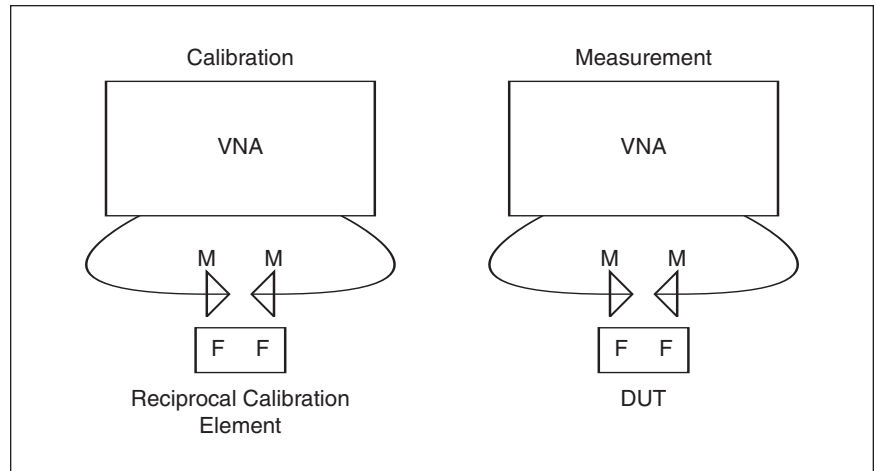 Calibration
VNA
M M
F F
Reciprocal Calibration
Element
Measurement
VNA
M M
F F
DUT